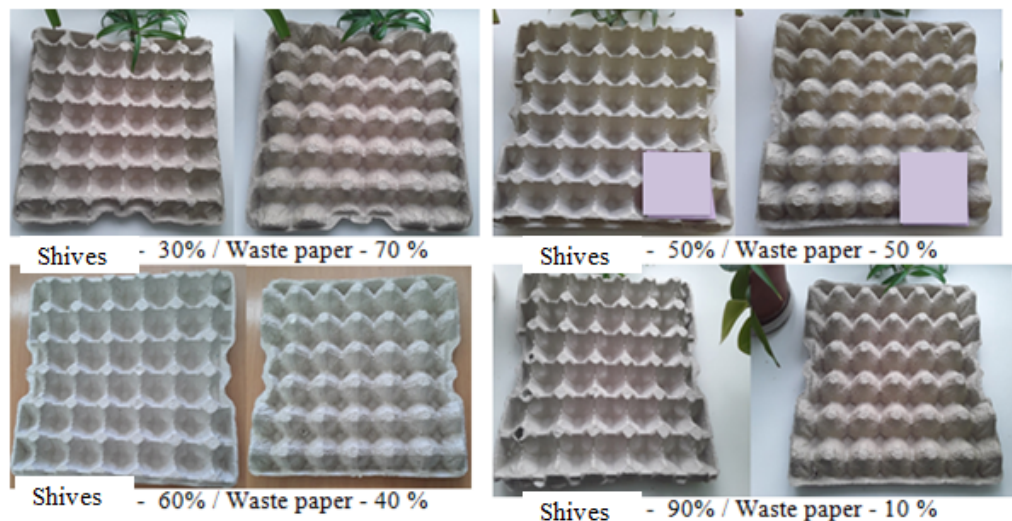 Shives - 30% / Waste paper - 70 %
Shives - 50% / Waste paper - 50 %
Shives - 60% / Waste paper - 40 %
Shives - 90% / Waste paper - 10 %